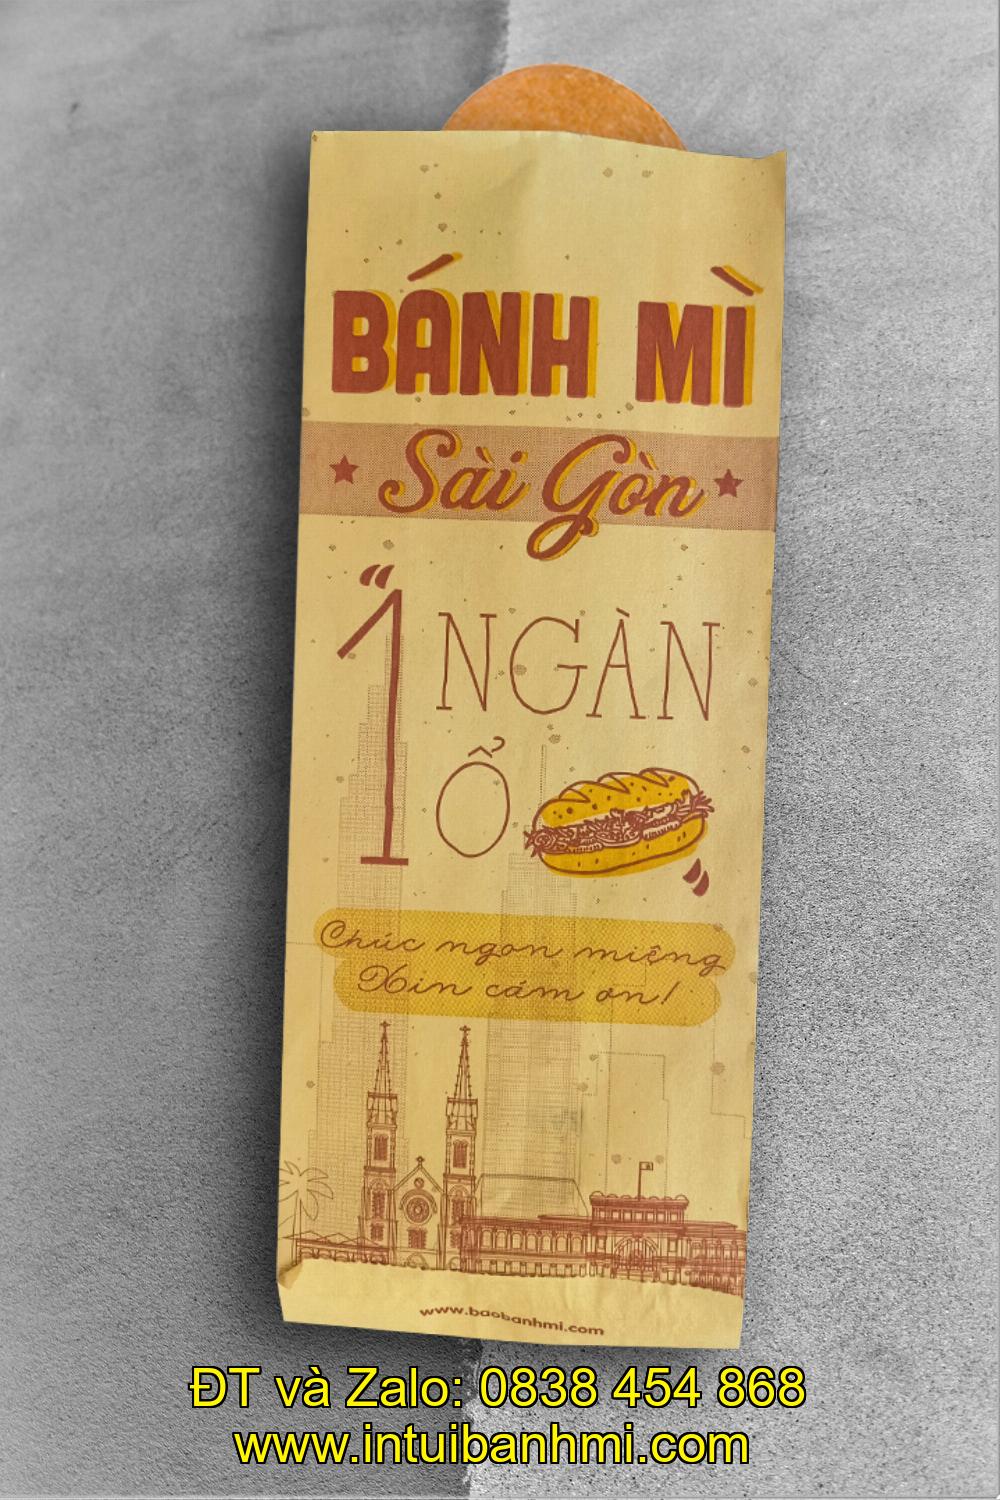 BÁNH MÌ
Sài Gòn
"1 NGÀN
Ổ "
Chúc ngon miệng
Xin cám ơn!
www.baobanhmi.com
ĐT và Zalo: 0838 454 868
www.intuibanhmi.com